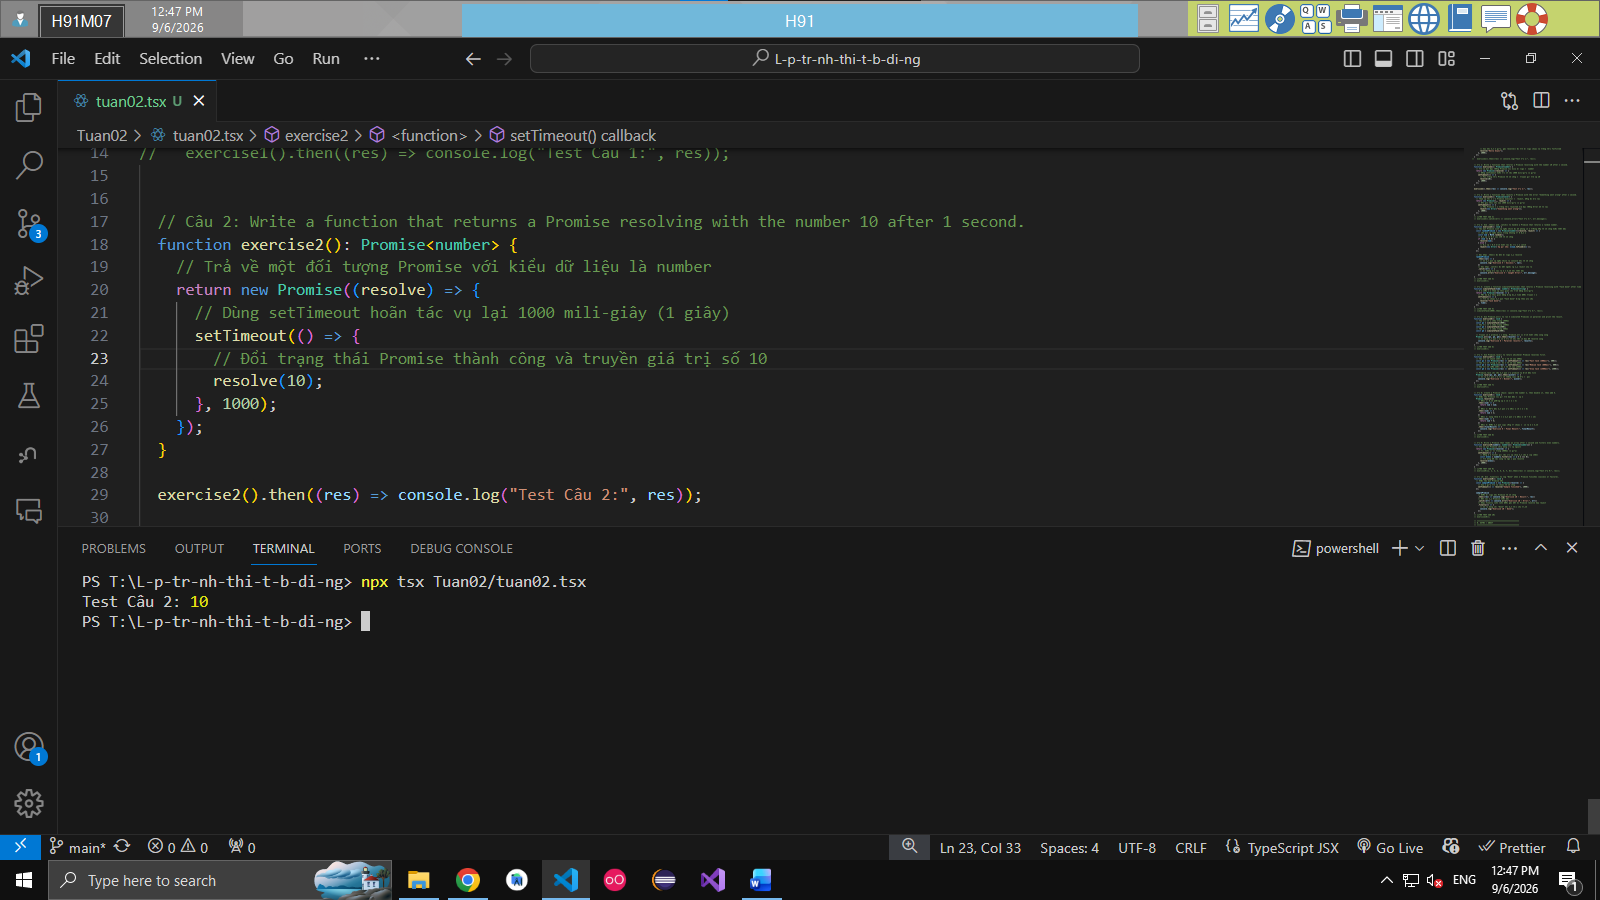 H91M07
12:47 PM
9/6/2026
H91
Q W
A S
File Edit Selection View Go Run ···
L-p-tr-nh-thi-t-b-di-ng
tuan02.tsx U
Tuan02 > tuan02.tsx > exercise2 > <function> > setTimeout() callback
14 //   exercise1().then((res) => console.log("Test Câu 1:", res));
15
16
17 // Câu 2: Write a function that returns a Promise resolving with the number 10 after 1 second.
18 function exercise2(): Promise<number> {
19   // Trả về một đối tượng Promise với kiểu dữ liệu là number
20   return new Promise((resolve) => {
21     // Dùng setTimeout hoãn tác vụ lại 1000 mili-giây (1 giây)
22     setTimeout(() => {
23       // Đổi trạng thái Promise thành công và truyền giá trị số 10
24       resolve(10);
25     }, 1000);
26   });
27 }
28
29 exercise2().then((res) => console.log("Test Câu 2:", res));
30
3
PROBLEMS OUTPUT TERMINAL PORTS DEBUG CONSOLE
powershell
PS T:\L-p-tr-nh-thi-t-b-di-ng> npx tsx Tuan02/tuan02.tsx
Test Câu 2: 10
PS T:\L-p-tr-nh-thi-t-b-di-ng>
1
main* 0 0 0
Ln 23, Col 33 Spaces: 4 UTF-8 CRLF TypeScript JSX Go Live Prettier
Type here to search
ENG
12:47 PM
9/6/2026
1